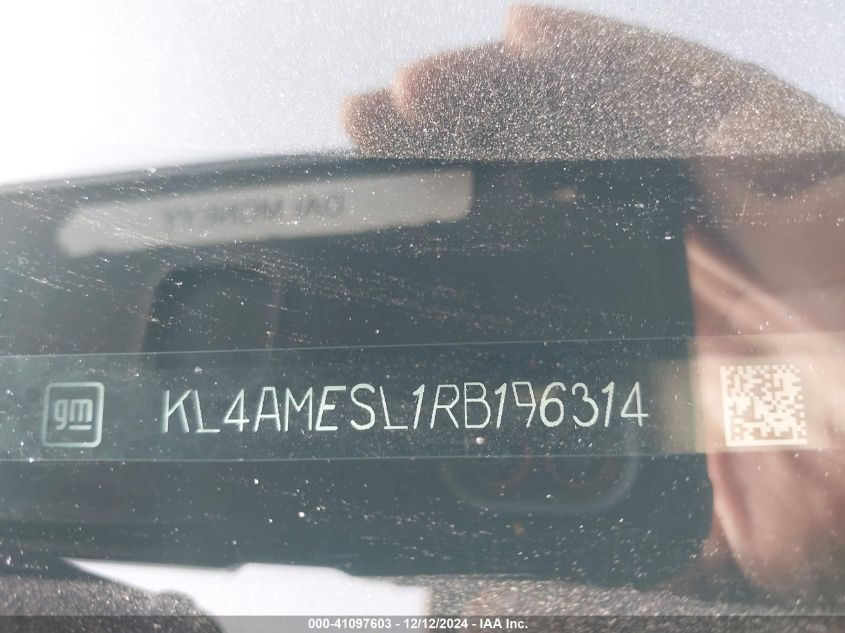 gm KL4AMESL1RB196314
000-41097603 - 12/12/2024 - IAA Inc.